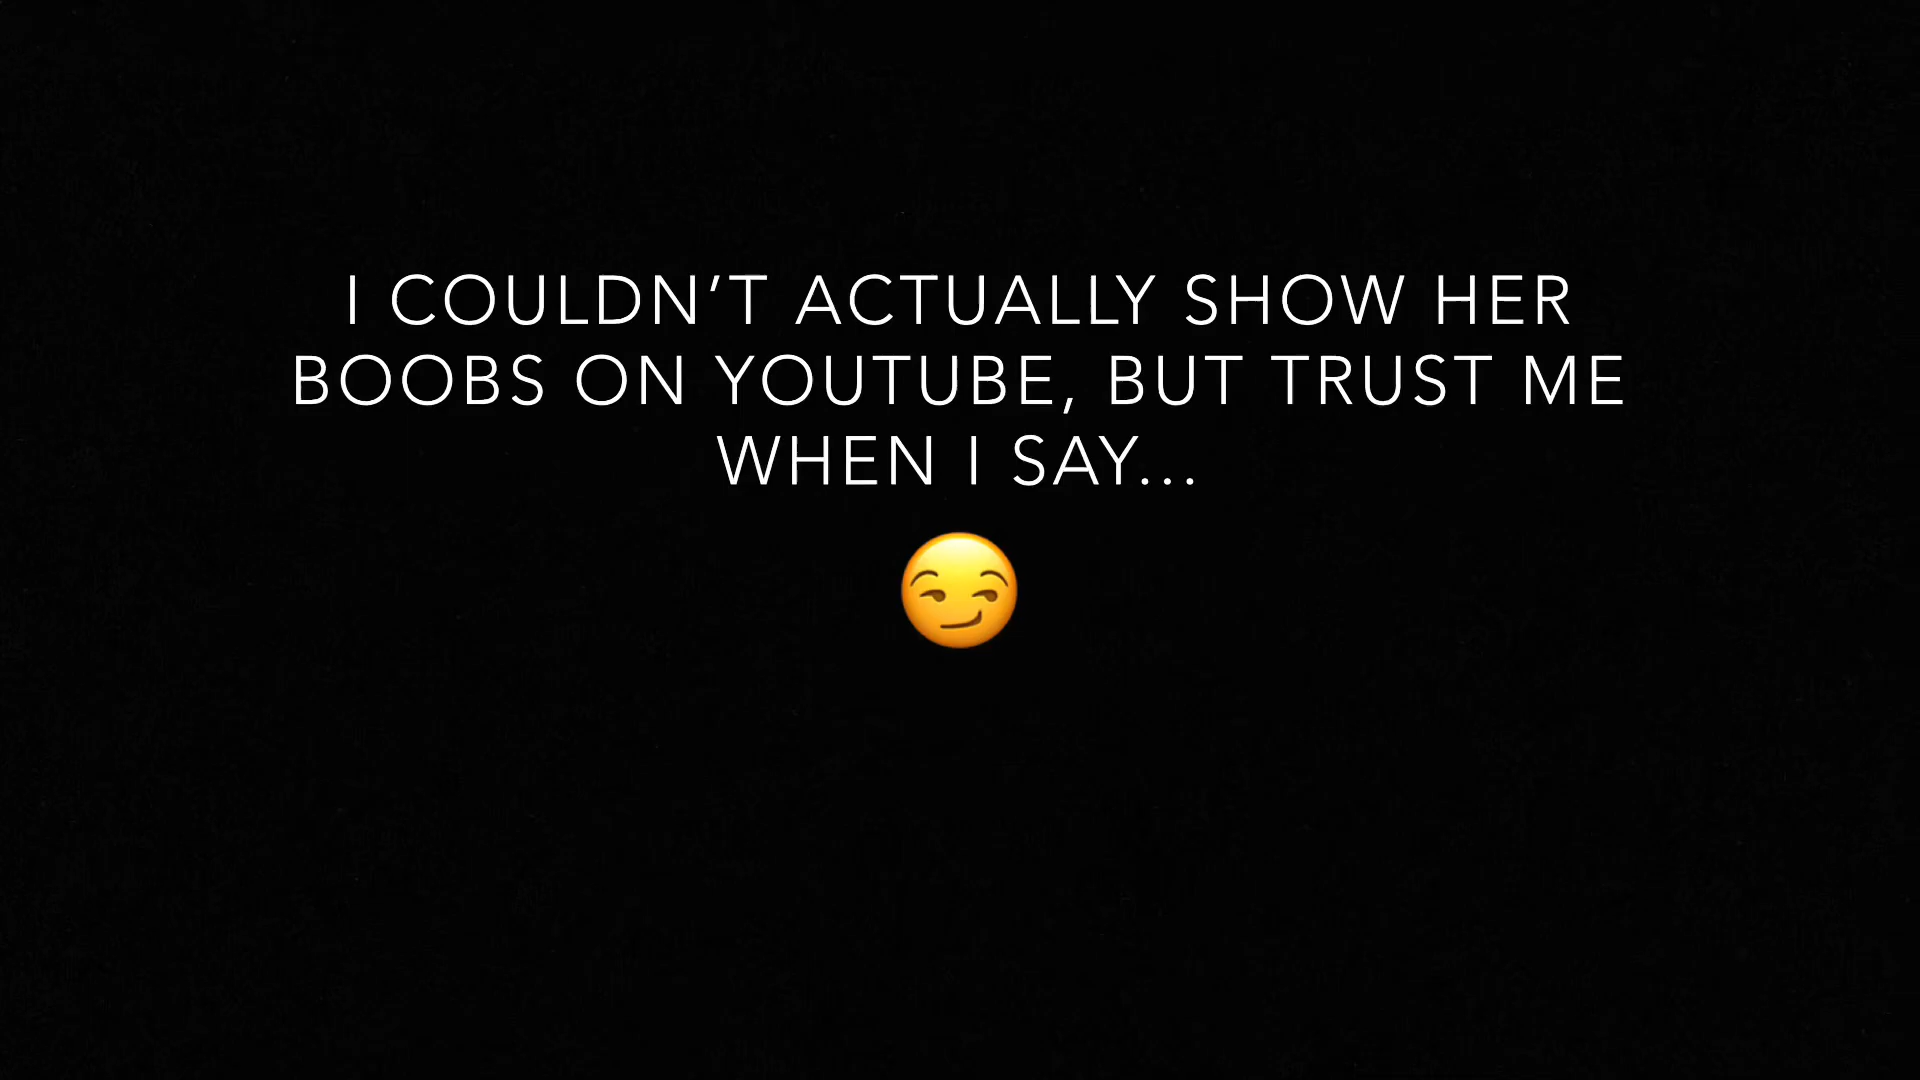 I COULDN’T ACTUALLY SHOW HER
BOOBS ON YOUTUBE, BUT TRUST ME
WHEN I SAY...
😏